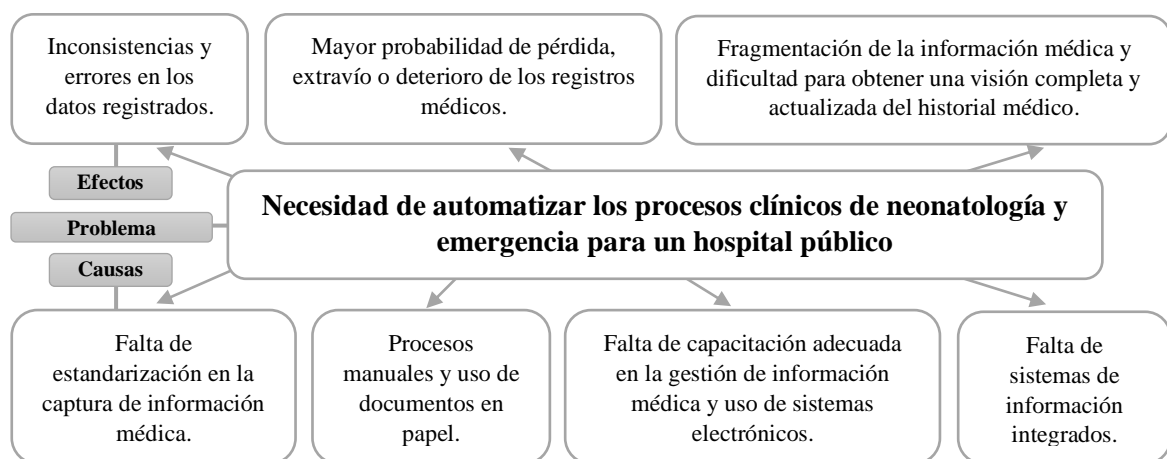 Inconsistencias y
errores en los
datos registrados.
Mayor probabilidad de pérdida,
extravío o deterioro de los registros
médicos.
Fragmentación de la información médica y
dificultad para obtener una visión completa y
actualizada del historial médico.
Efectos
Problema
Causas
Necesidad de automatizar los procesos clínicos de neonatología y
emergencia para un hospital público
Falta de
estandarización en la
captura de información
médica.
Procesos
manuales y uso de
documentos en
papel.
Falta de capacitación adecuada
en la gestión de información
médica y uso de sistemas
electrónicos.
Falta de
sistemas de
información
integrados.